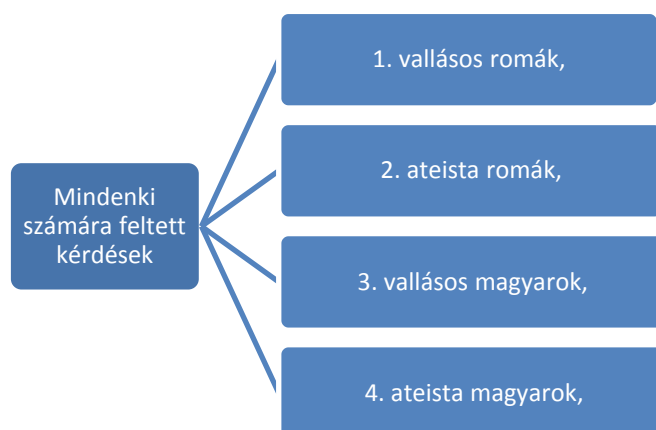 Mindenki
számára feltett
kérdések
1. vallásos romák,
2. ateista romák,
3. vallásos magyarok,
4. ateista magyarok,